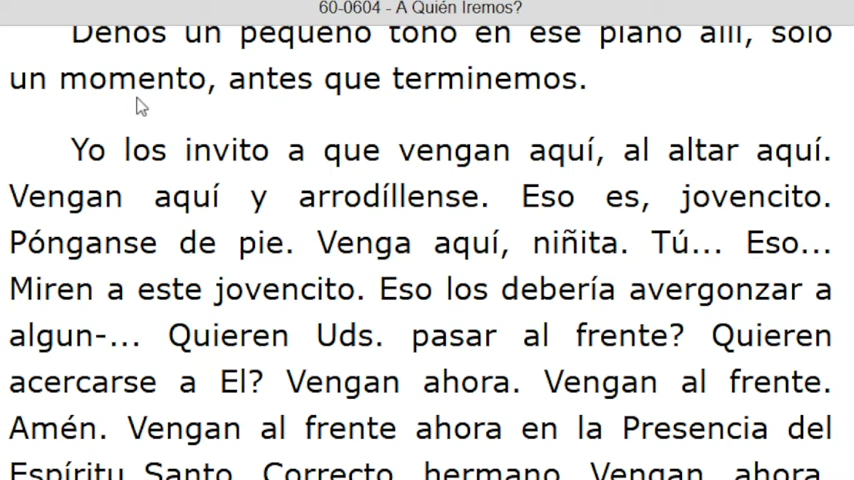 60-0604 - A Quién Iremos?
Denos un pequeño tono en ese piano allí, sólo
un momento, antes que terminemos.
Yo los invito a que vengan aquí, al altar aquí.
Vengan aquí y arrodíllense. Eso es, jovencito.
Pónganse de pie. Venga aquí, niñita. Tú... Eso...
Miren a este jovencito. Eso los debería avergonzar a
algun-... Quieren Uds. pasar al frente? Quieren
acercarse a El? Vengan ahora. Vengan al frente.
Amén. Vengan al frente ahora en la Presencia del
Espíritu Santo. Correcto, hermano. Vengan ahora.